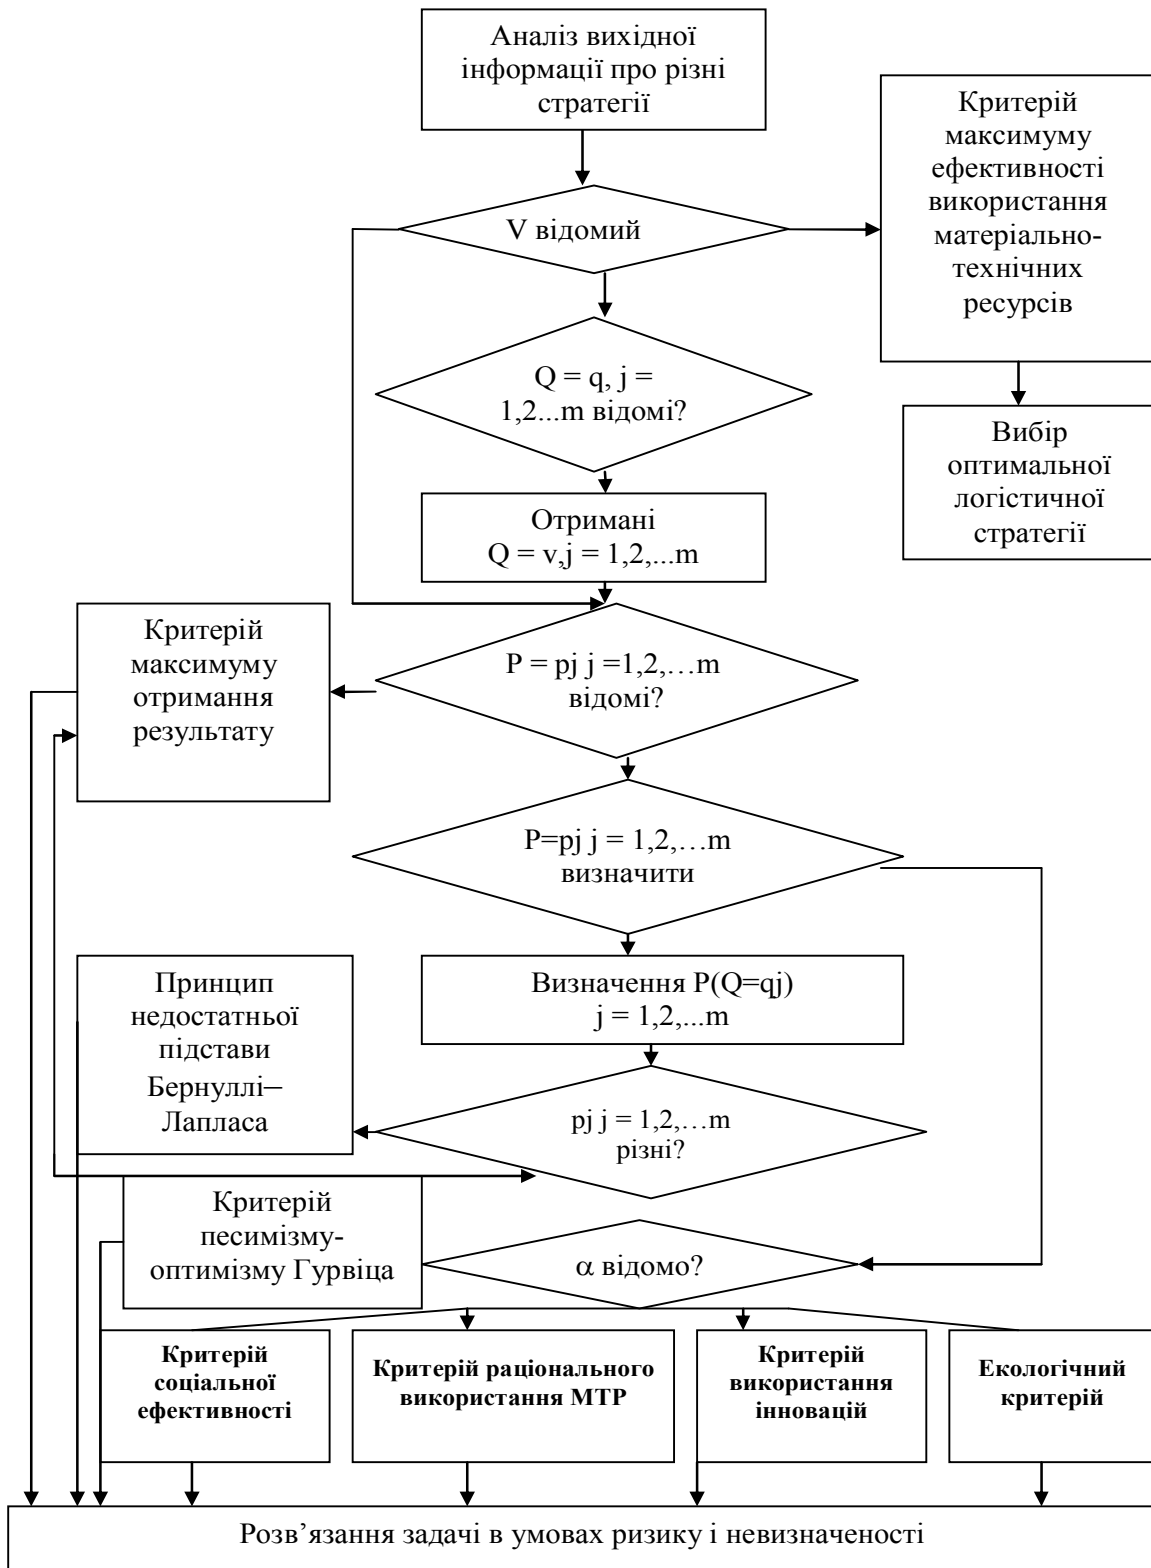 Аналіз вихідної
інформації про різні
стратегії
Критерій
максимуму
ефективності
використання
матеріально-
технічних
ресурсів
V відомий
Q = q, j =
1,2...m відомі?
Вибір
оптимальної
логістичної
стратегії
Отримані
Q = v,j = 1,2,...m
Критерій
максимуму
отримання
результату
P = pj j =1,2,…m
відомі?
P=pj j = 1,2,…m
визначити
Принцип
недостатньої
підстави
Бернуллі–
Лапласа
Визначення P(Q=qj)
j = 1,2,...m
pj j = 1,2,…m
різні?
Критерій
песимізму-
оптимізму Гурвіца
α відомо?
Критерій
соціальної
ефективності
Критерій раціонального
використання МТР
Критерій
використання
інновацій
Екологічний
критерій
Розв’язання задачі в умовах ризику і невизначеності